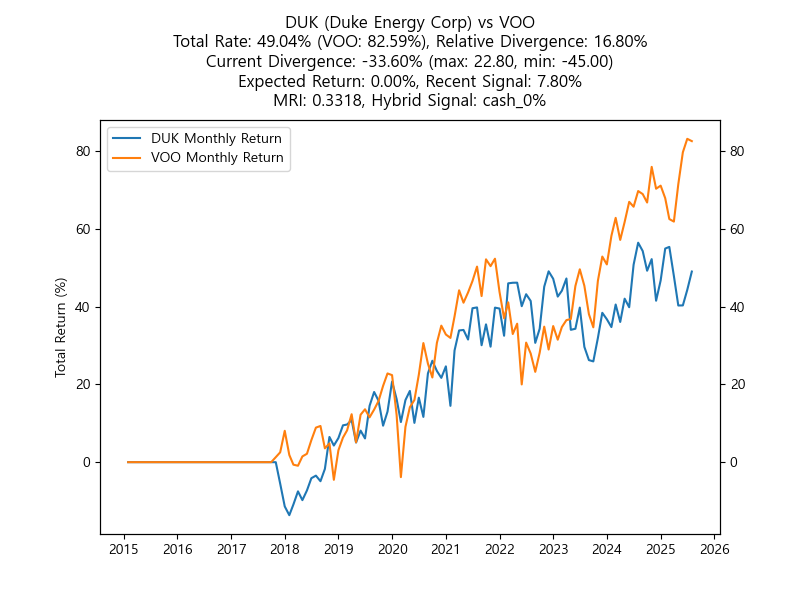 DUK (Duke Energy Corp) vs VOO
Total Rate: 49.04% (VOO: 82.59%), Relative Divergence: 16.80%
Current Divergence: -33.60% (max: 22.80, min: -45.00)
Expected Return: 0.00%, Recent Signal: 7.80%
MRI: 0.3318, Hybrid Signal: cash_0%
DUK Monthly Return
VOO Monthly Return
Total Return (%)
80
60
40
20
0
80
60
40
20
0
2015 2016 2017 2018 2019 2020 2021 2022 2023 2024 2025 2026